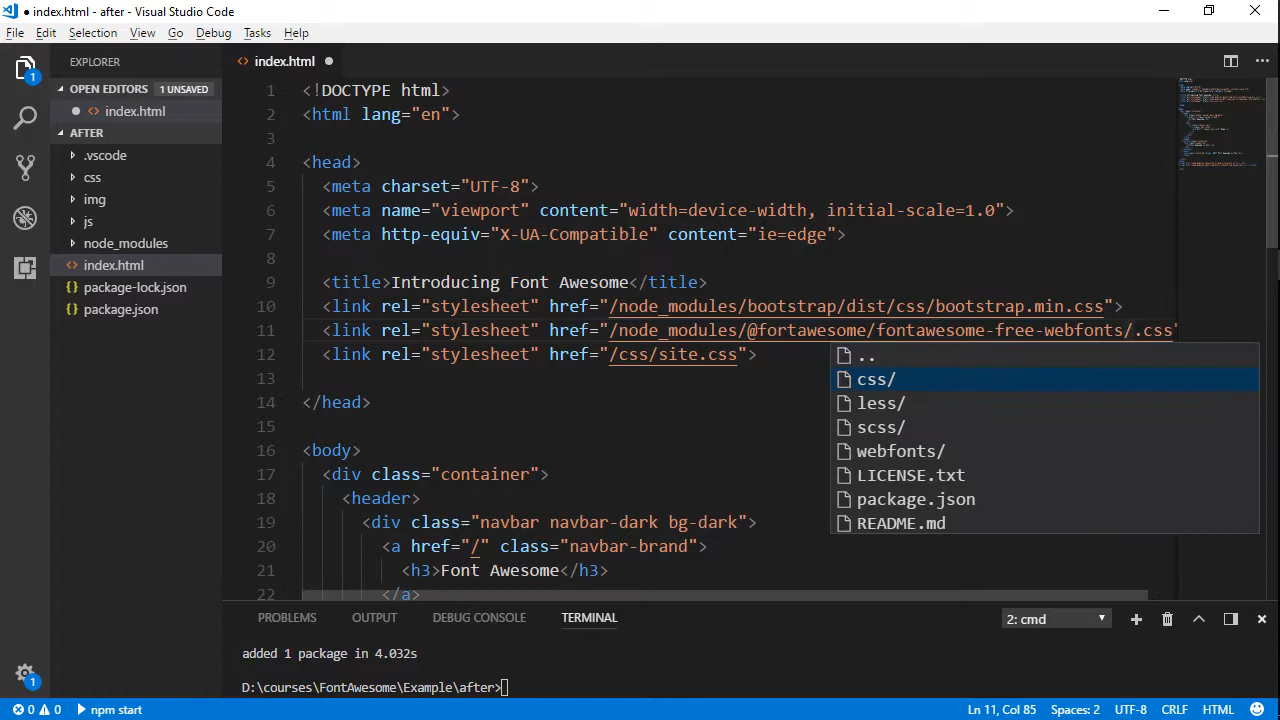 ● index.html - after - Visual Studio Code
File Edit Selection View Go Debug Tasks Help
EXPLORER
OPEN EDITORS 1 UNSAVED
index.html
AFTER
.vscode
css
img
js
node_modules
index.html
package-lock.json
package.json
1
1
index.html
1 <!DOCTYPE html>
2 <html lang="en">
3
4 <head>
5 <meta charset="UTF-8">
6 <meta name="viewport" content="width=device-width, initial-scale=1.0">
7 <meta http-equiv="X-UA-Compatible" content="ie=edge">
8
9 <title>Introducing Font Awesome</title>
10 <link rel="stylesheet" href="/node_modules/bootstrap/dist/css/bootstrap.min.css">
11 <link rel="stylesheet" href="/node_modules/@fortawesome/fontawesome-free-webfonts/.css"
12 <link rel="stylesheet" href="/css/site.css">
13
14 </head>
15
16 <body>
17 <div class="container">
18 <header>
19 <div class="navbar navbar-dark bg-dark">
20 <a href="/" class="navbar-brand">
21 <h3>Font Awesome</h3>
22 </a>
..
css/
less/
scss/
webfonts/
LICENSE.txt
package.json
README.md
PROBLEMS OUTPUT DEBUG CONSOLE TERMINAL 2: cmd
added 1 package in 4.032s
D:\courses\FontAwesome\Example\after>
0 0 npm start Ln 11, Col 85 Spaces: 2 UTF-8 CRLF HTML